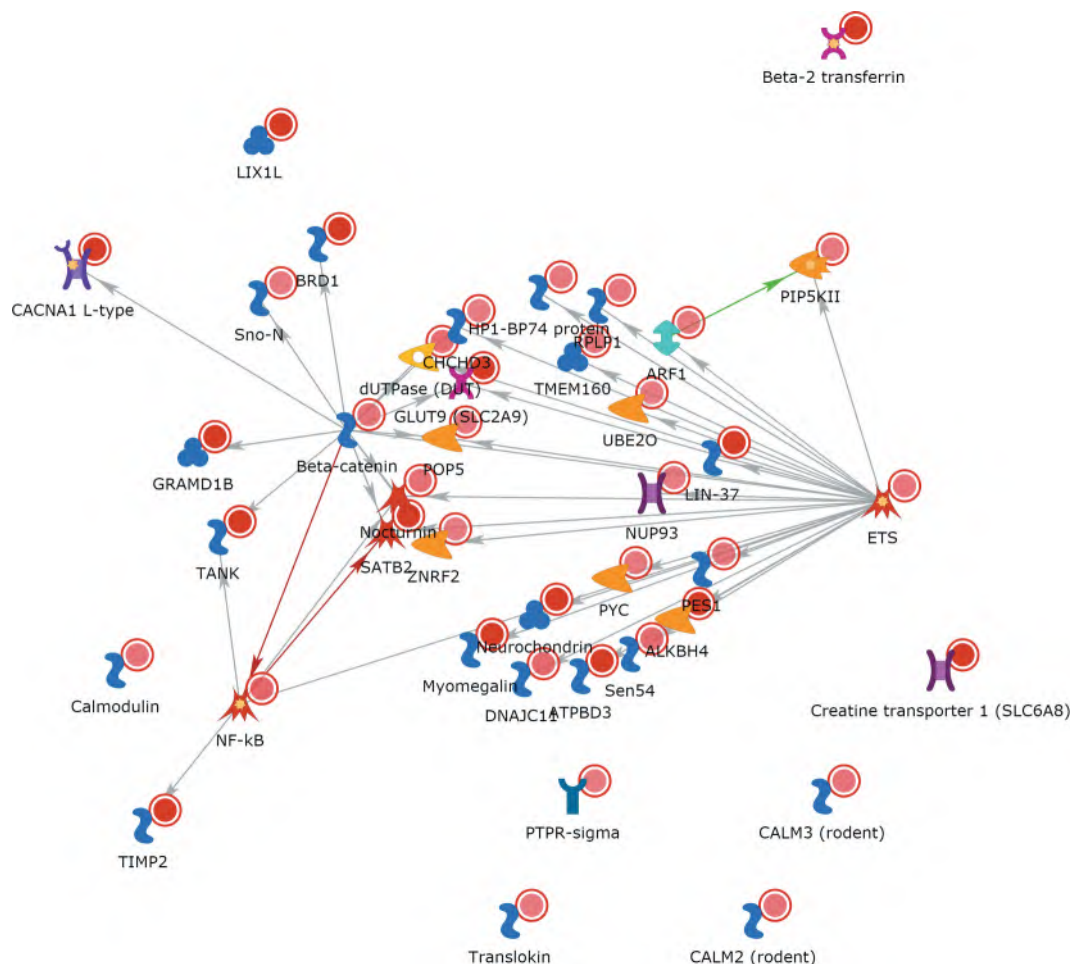 Beta-2 transferrin
LIX1L
BRD1
CACNA1 L-type
Sno-N
PIP5KII
HP1-BP74 protein
RPLP1
ARF1
CHCHD3
dUTPase (DUT)
TMEM160
GLUT9 (SLC2A9)
UBE2O
Beta-catenin
POP5
GRAMD1B
LIN-37
NUP93
Nocturnin
ETS
SATB2
ZNRF2
TANK
PYC
PES1
Neurochondrin
ALKBH4
Myomegalin
Sen54
DNAJC11
ATPBD3
Calmodulin
Creatine transporter 1 (SLC6A8)
NF-kB
PTPR-sigma
CALM3 (rodent)
TIMP2
Translokin
CALM2 (rodent)